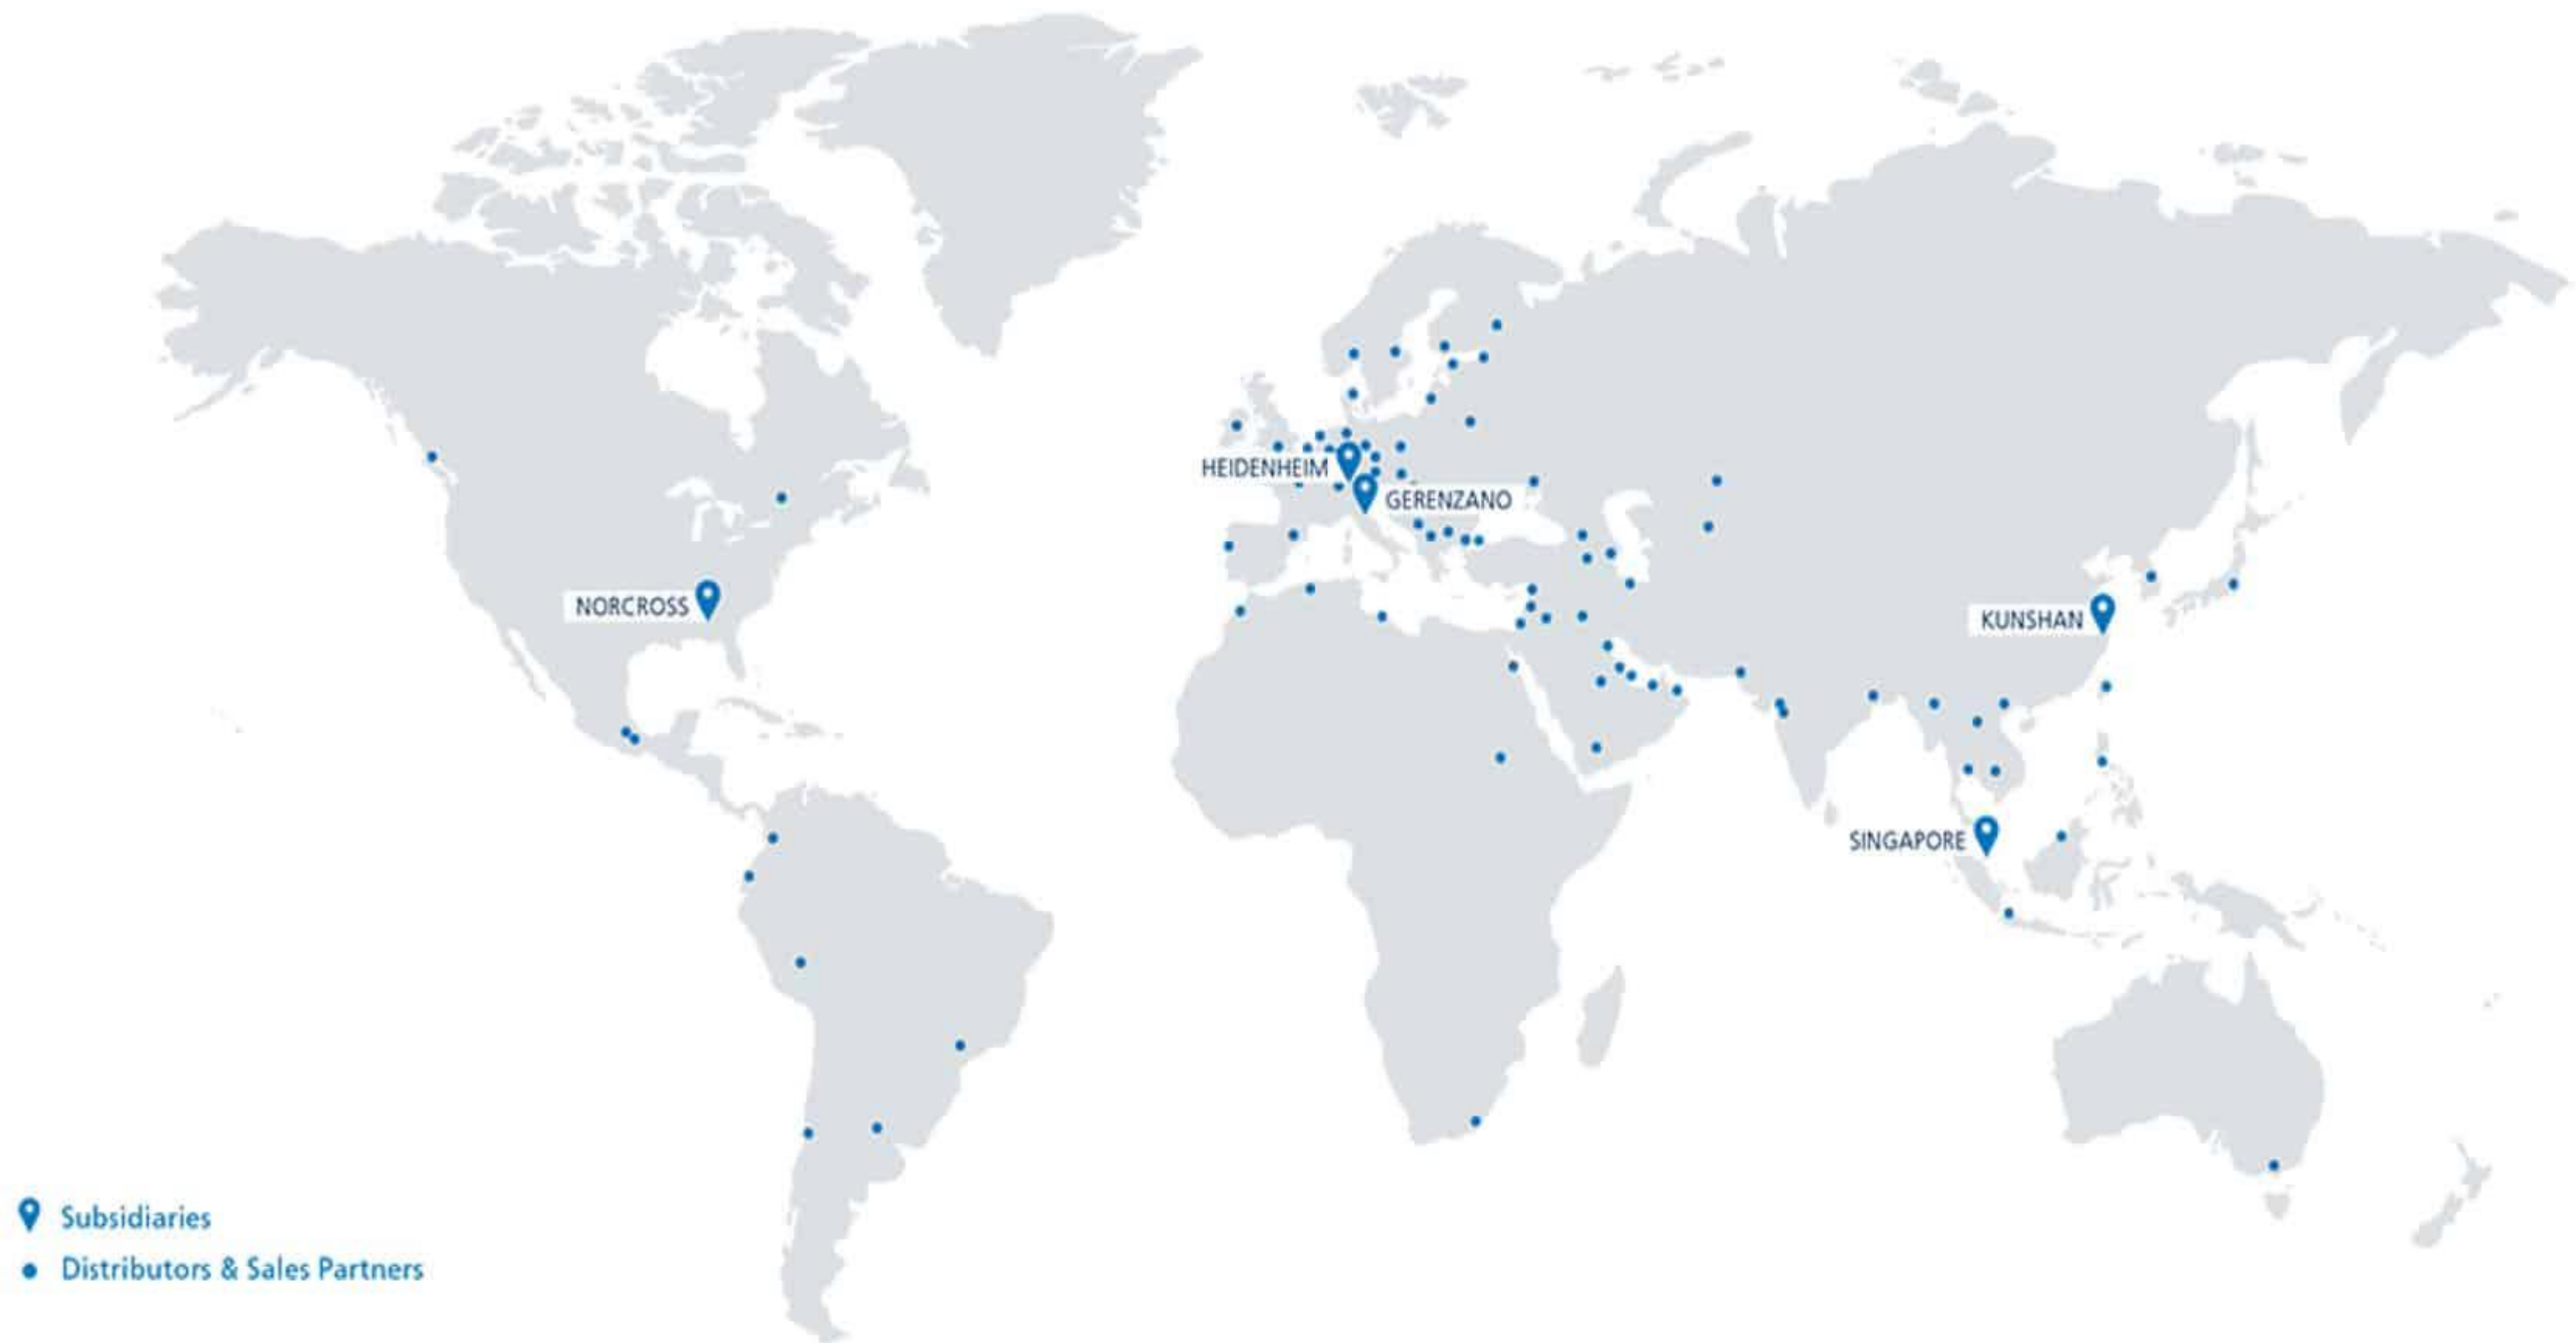 HEIDENHEIM
GERENZANO
NORCROSS
KUNSHAN
SINGAPORE
Subsidiaries
Distributors & Sales Partners